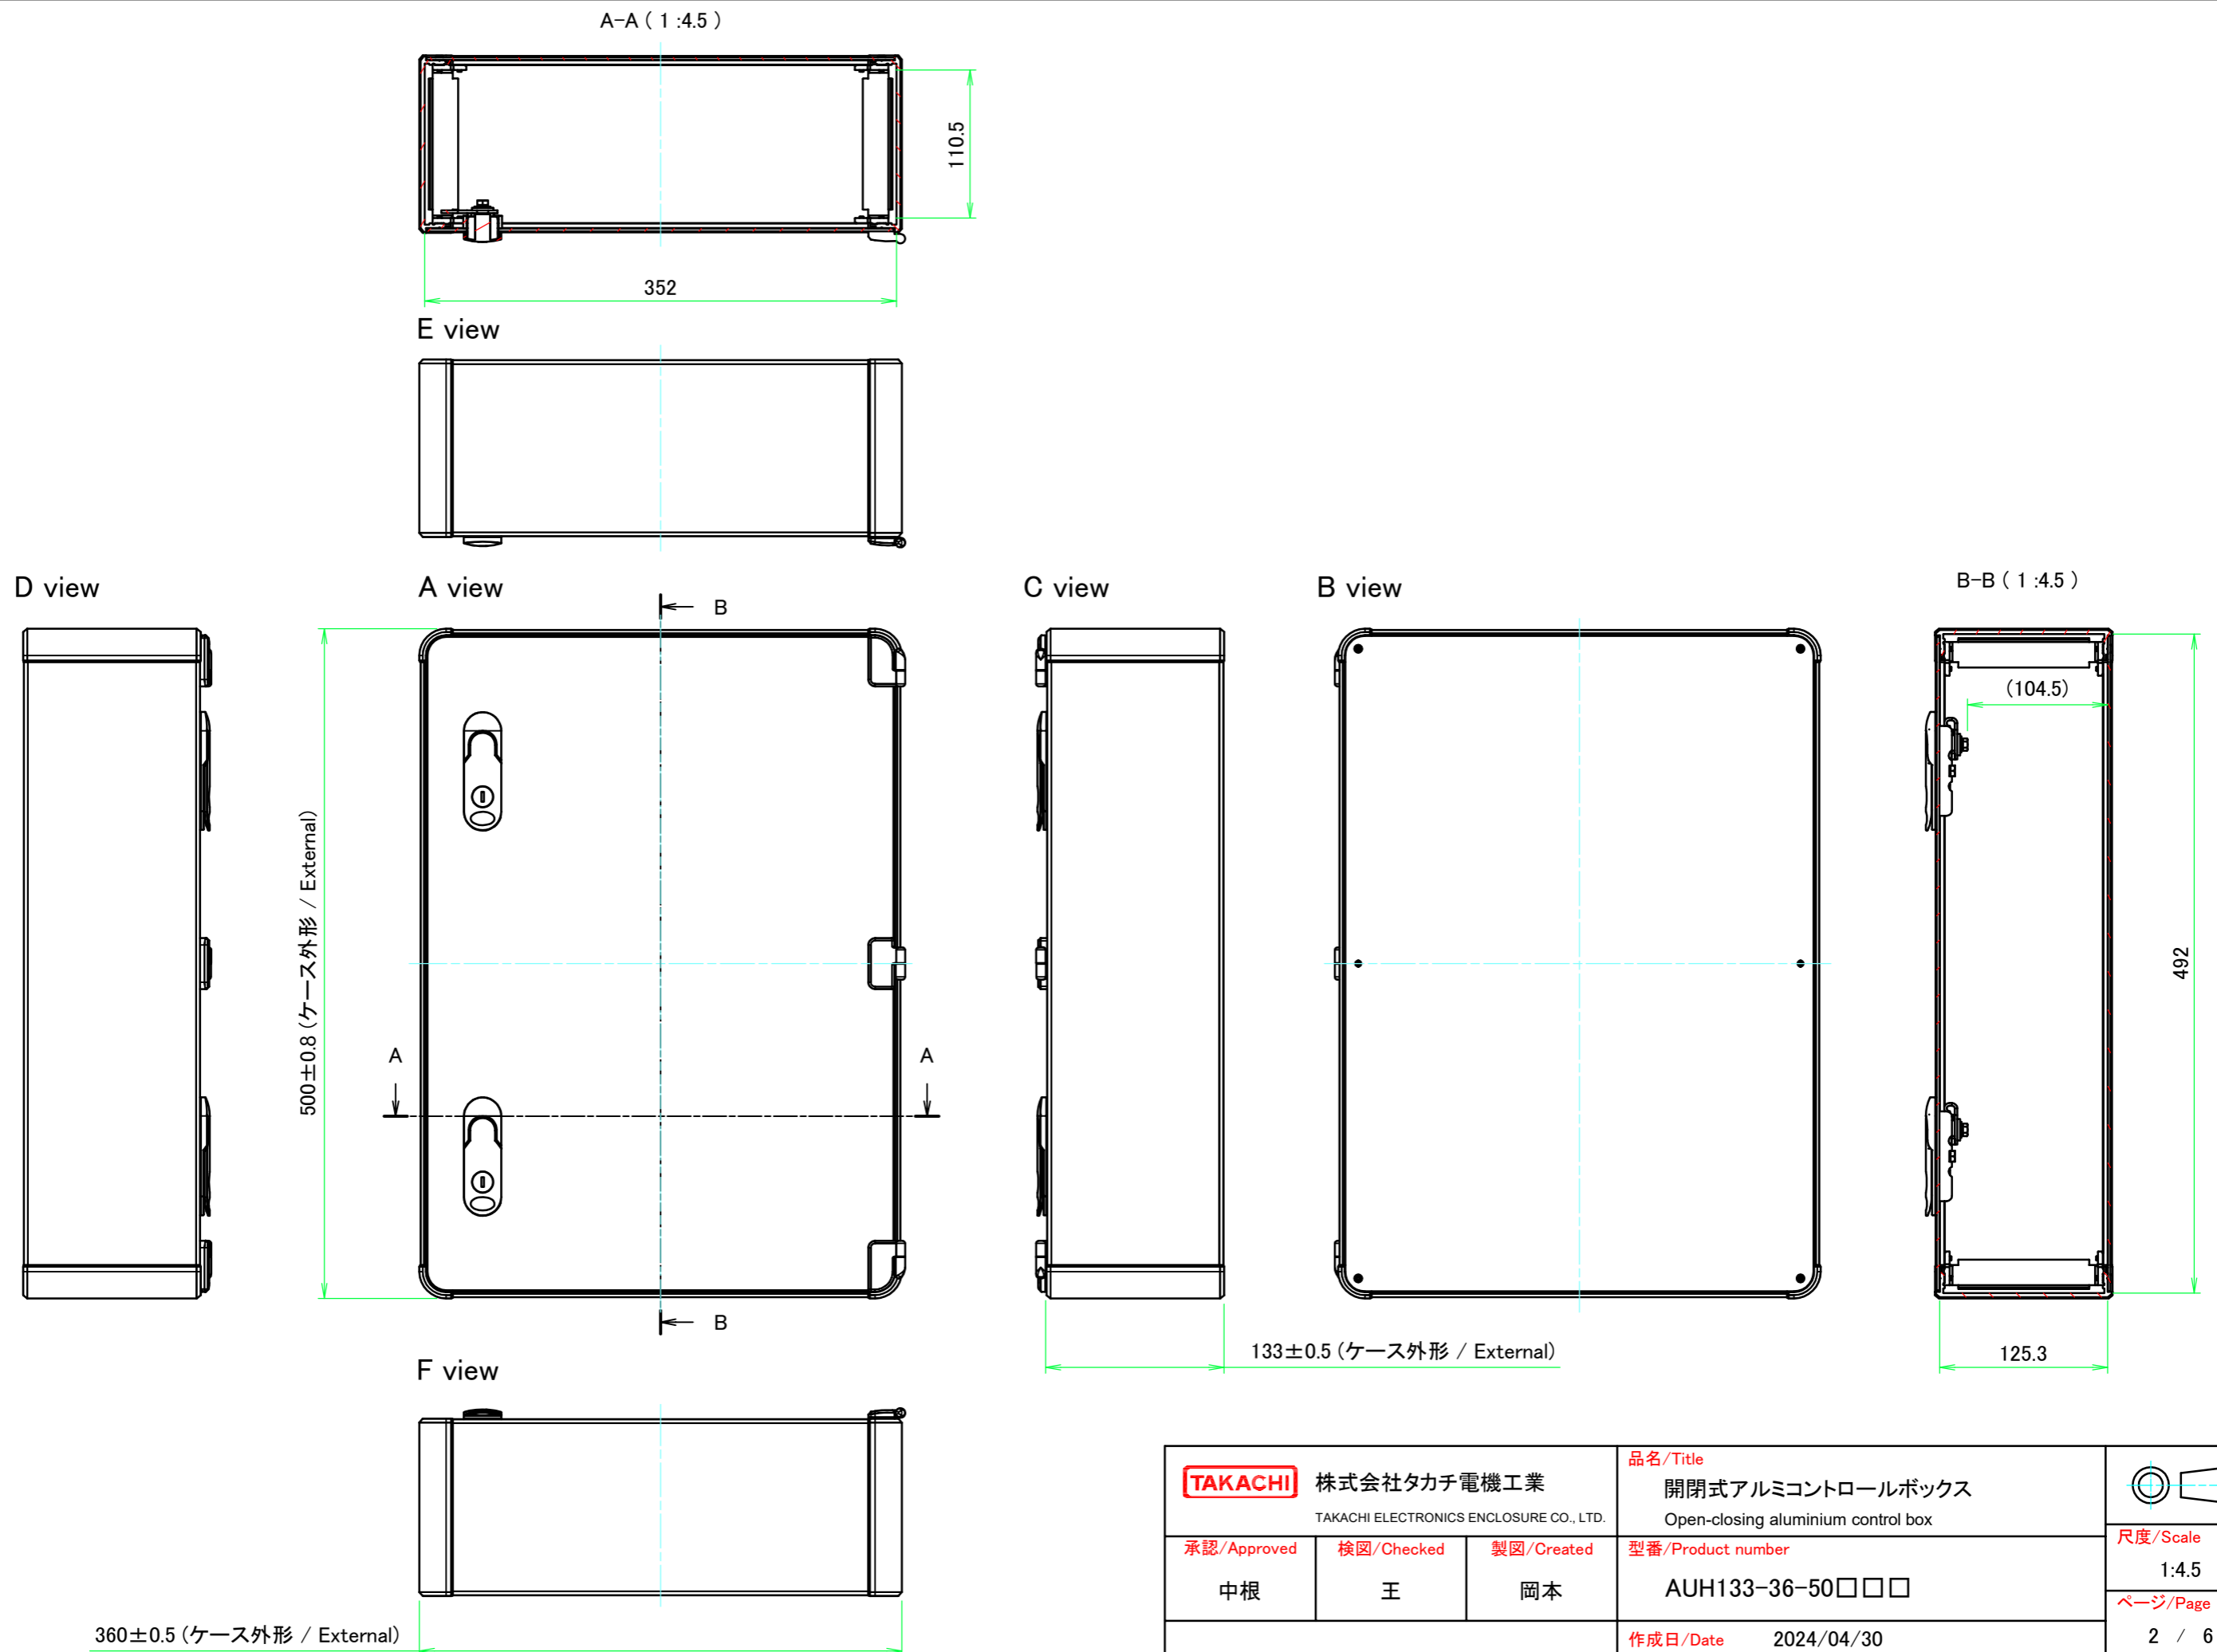 A-A ( 1 :4.5 )
110.5
352
E view
D view
A view
C view
B view
B-B ( 1 :4.5 )
B
(104.5)
500±0.8 (ケース外形 / External)
492
A
A
B
133±0.5 (ケース外形 / External)
125.3
F view
360±0.5 (ケース外形 / External)
TAKACHI
株式会社タカチ電機工業
TAKACHI ELECTRONICS ENCLOSURE CO., LTD.
品名/Title
開閉式アルミコントロールボックス
Open-closing aluminium control box
承認/Approved
検図/Checked
製図/Created
中根
王
岡本
型番/Product number
AUH133-36-50□□□
尺度/Scale
1:4.5
ページ/Page
2 / 6
作成日/Date 2024/04/30